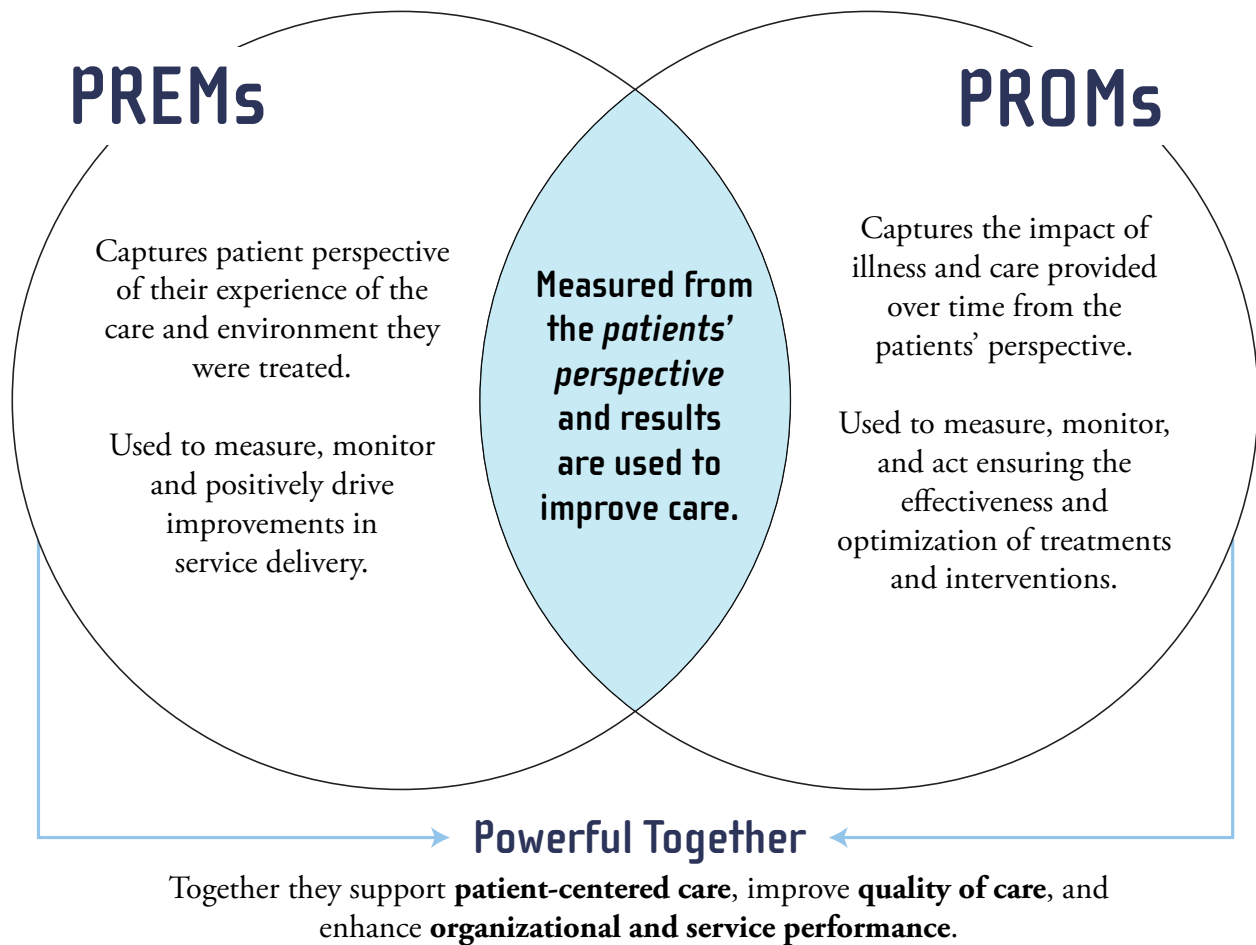 PREMs
Captures patient perspective
of their experience of the
care and environment they
were treated.
Used to measure, monitor
and positively drive
improvements in
service delivery.
Measured from
the patients’
perspective
and results
are used to
improve care.
PROMs
Captures the impact of
illness and care provided
over time from the
patients’ perspective.
Used to measure, monitor,
and act ensuring the
effectiveness and
optimization of treatments
and interventions.
Powerful Together
Together they support patient-centered care, improve quality of care, and
enhance organizational and service performance.